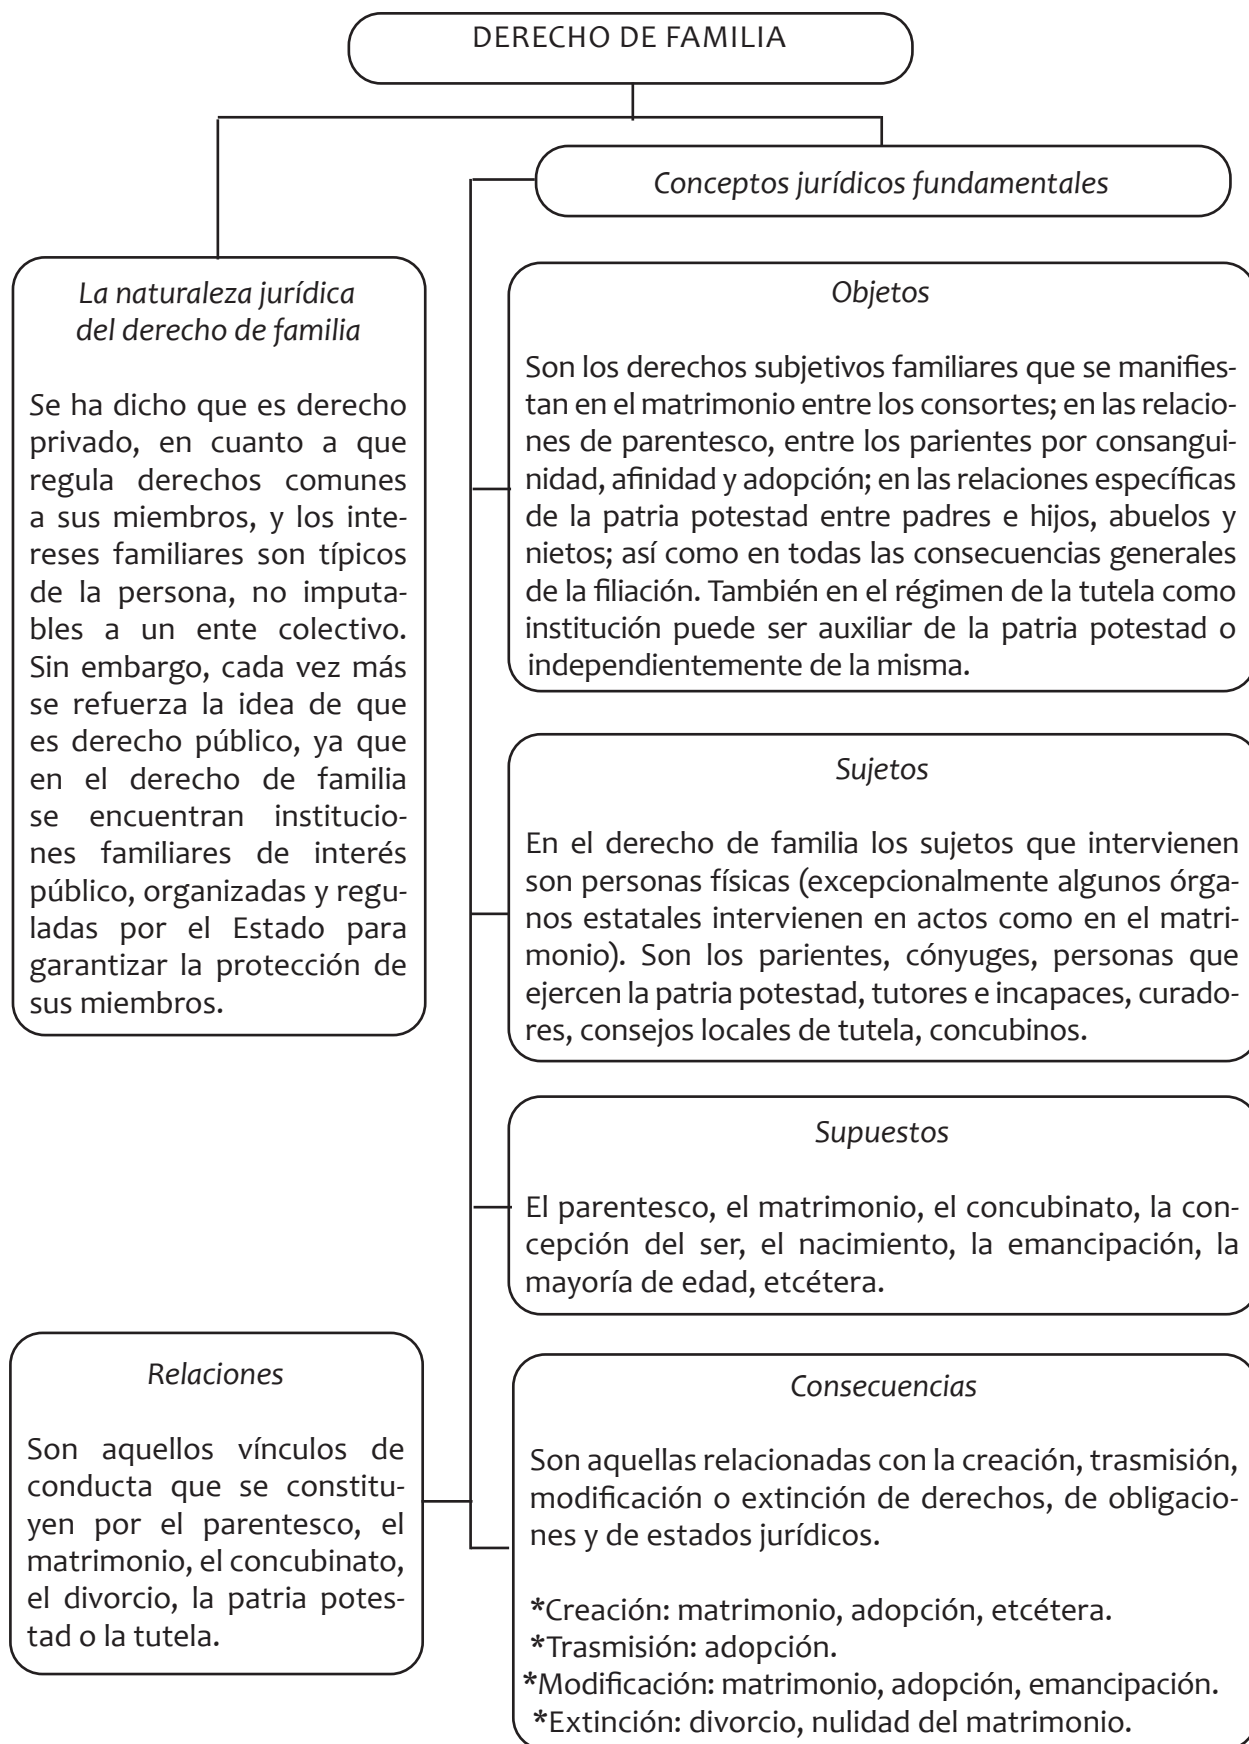 DERECHO DE FAMILIA
Conceptos jurídicos fundamentales
La naturaleza jurídica
del derecho de familia
Se ha dicho que es derecho
privado, en cuanto a que
regula derechos comunes
a sus miembros, y los inte-
reses familiares son típicos
de la persona, no imputa-
bles a un ente colectivo.
Sin embargo, cada vez más
se refuerza la idea de que
es derecho público, ya que
en el derecho de familia
se encuentran institucio-
nes familiares de interés
público, organizadas y regu-
ladas por el Estado para
garantizar la protección de
sus miembros.
Objetos
Son los derechos subjetivos familiares que se manifies-
tan en el matrimonio entre los consortes; en las relacio-
nes de parentesco, entre los parientes por consangui-
nidad, afinidad y adopción; en las relaciones específicas
de la patria potestad entre padres e hijos, abuelos y
nietos; así como en todas las consecuencias generales
de la filiación. También en el régimen de la tutela como
institución puede ser auxiliar de la patria potestad o
independientemente de la misma.
Sujetos
En el derecho de familia los sujetos que intervienen
son personas físicas (excepcionalmente algunos órga-
nos estatales intervienen en actos como en el matri-
monio). Son los parientes, cónyuges, personas que
ejercen la patria potestad, tutores e incapaces, curado-
res, consejos locales de tutela, concubinos.
Supuestos
El parentesco, el matrimonio, el concubinato, la con-
cepción del ser, el nacimiento, la emancipación, la
mayoría de edad, etcétera.
Relaciones
Son aquellos vínculos de
conducta que se constitu-
yen por el parentesco, el
matrimonio, el concubinato,
el divorcio, la patria potes-
tad o la tutela.
Consecuencias
Son aquellas relacionadas con la creación, trasmisión,
modificación o extinción de derechos, de obligacio-
nes y de estados jurídicos.
*Creación: matrimonio, adopción, etcétera.
*Trasmisión: adopción.
*Modificación: matrimonio, adopción, emancipación.
*Extinción: divorcio, nulidad del matrimonio.